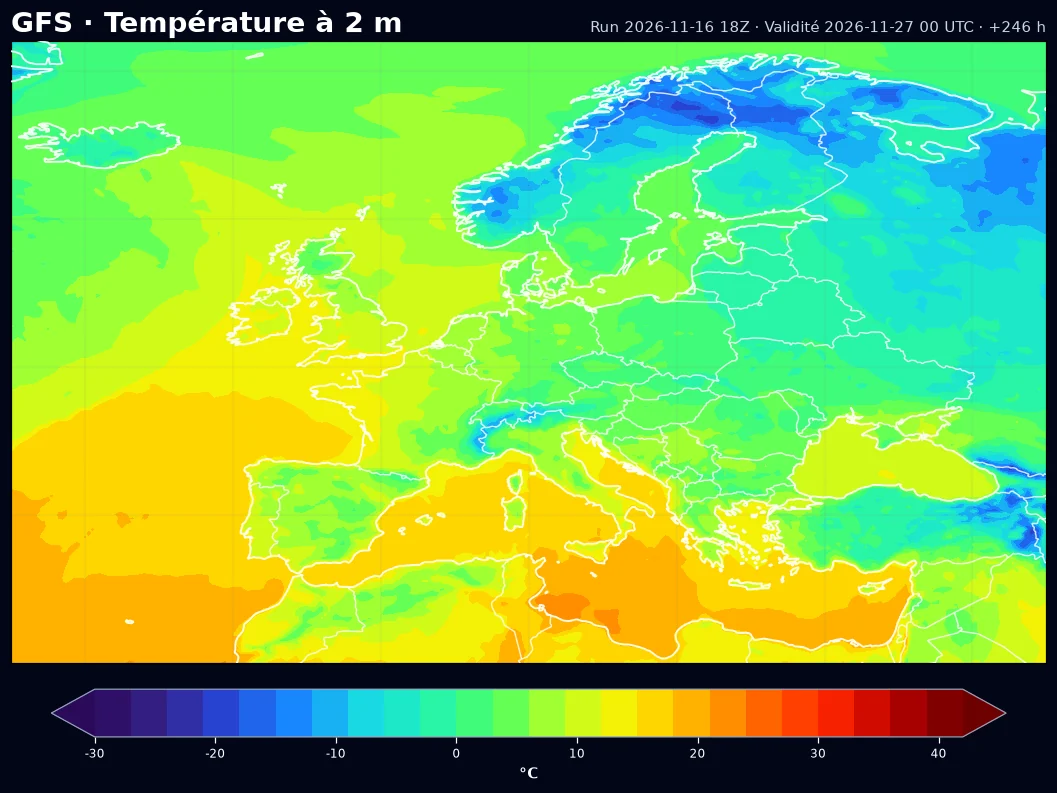 GFS · Température à 2 m
Run 2026-11-16 18Z · Validité 2026-11-27 00 UTC · +246 h
-30 -20 -10 0 10 20 30 40
°C